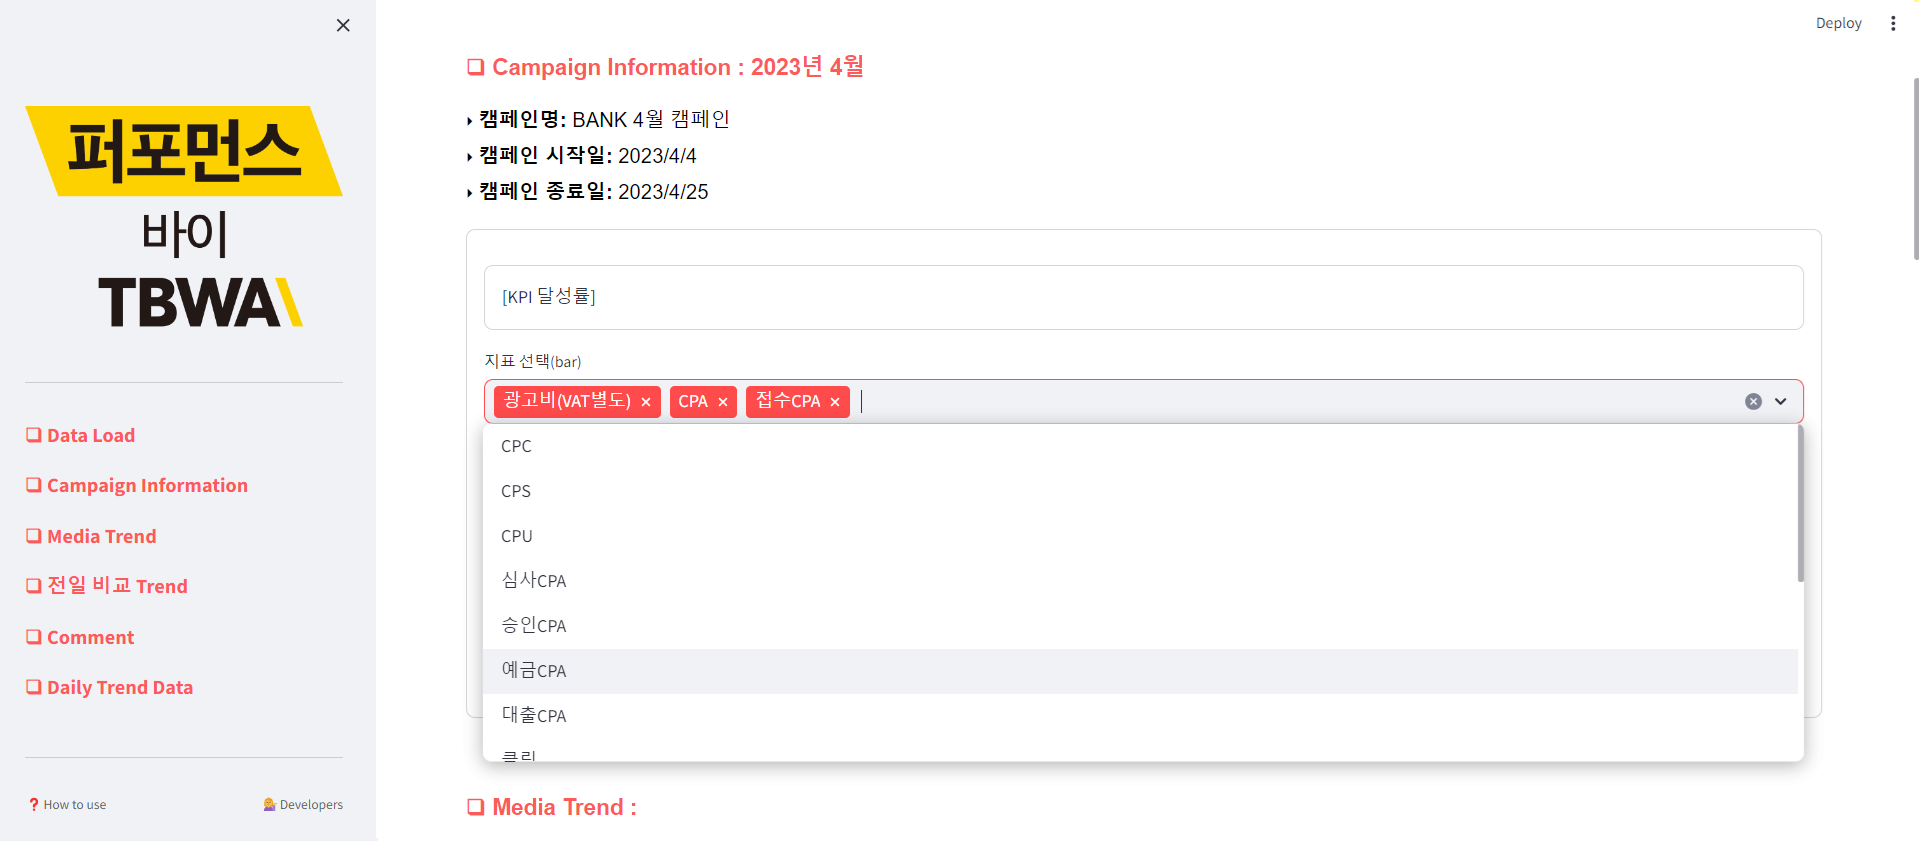 Deploy
퍼포먼스
바이
TBWA\
❏ Data Load
❏ Campaign Information
❏ Media Trend
❏ 전일 비교 Trend
❏ Comment
❏ Daily Trend Data
❓ How to use
💁 Developers
❏ Campaign Information : 2023년 4월
캠페인명: BANK 4월 캠페인
캠페인 시작일: 2023/4/4
캠페인 종료일: 2023/4/25
[KPI 달성률]
지표 선택(bar)
광고비(VAT별도) CPA 접수CPA
CPC
CPS
CPU
심사CPA
승인CPA
예금CPA
대출CPA
클릭
❏ Media Trend :